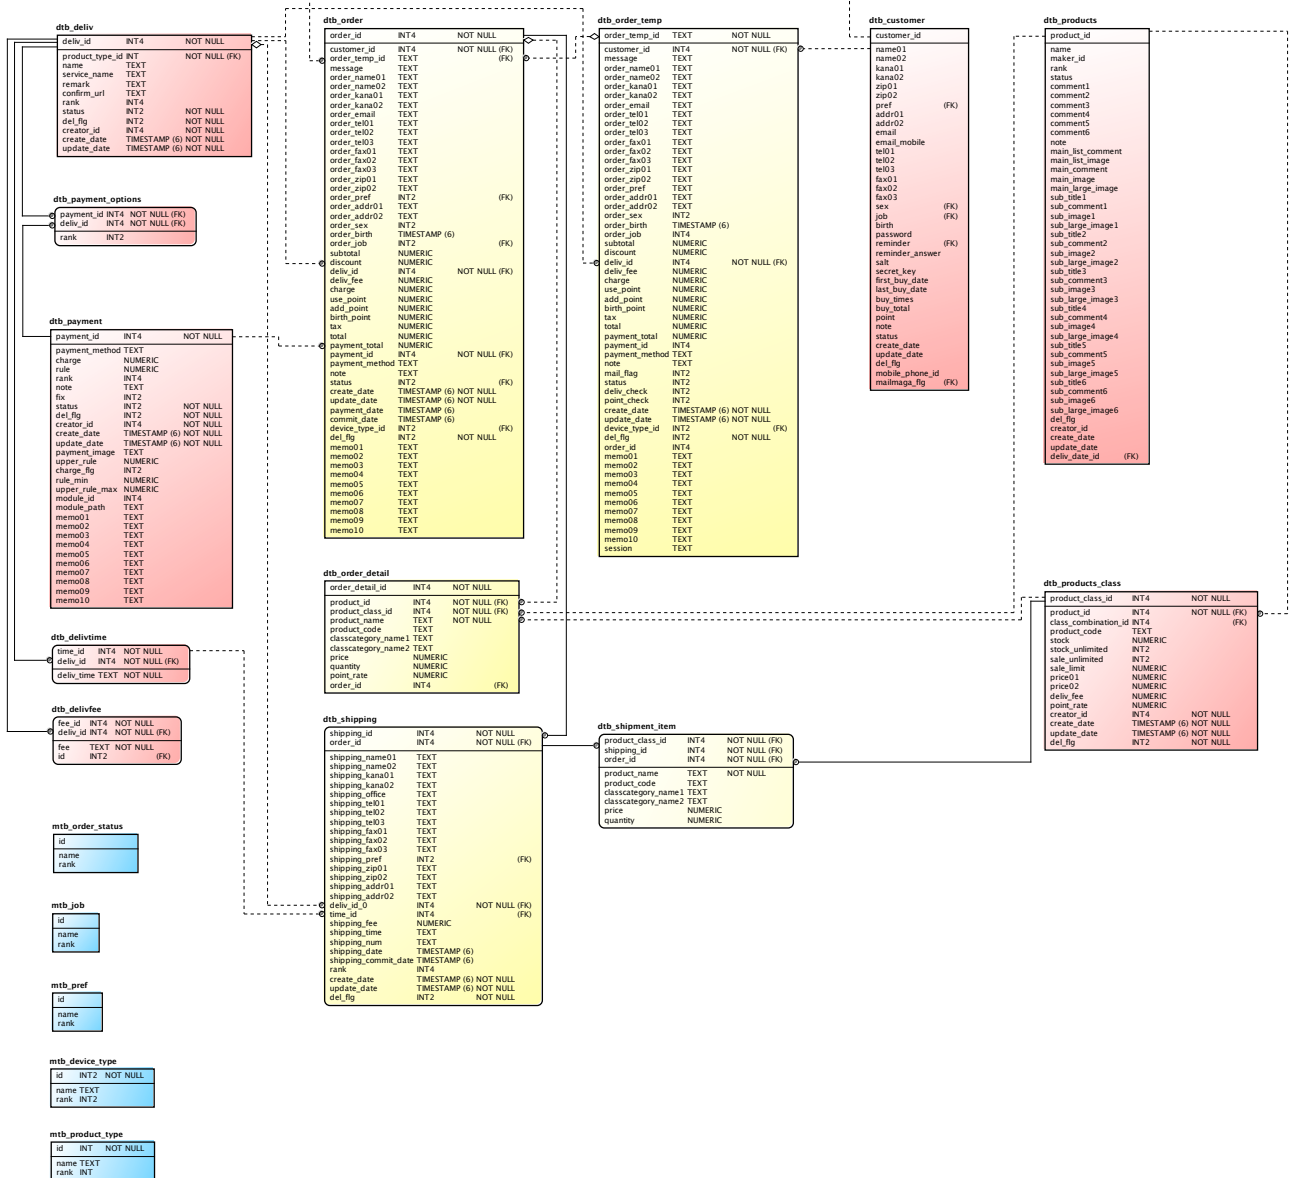 dtb_deliv
deliv_id INT4 NOT NULL
product_type_id INT NOT NULL (FK)
name TEXT
service_name TEXT
remark TEXT
confirm_url TEXT
rank INT4
status INT2 NOT NULL
del_flg INT2 NOT NULL
creator_id INT4 NOT NULL
create_date TIMESTAMP (6) NOT NULL
update_date TIMESTAMP (6) NOT NULL
dtb_payment_options
payment_id INT4 NOT NULL (FK)
deliv_id INT4 NOT NULL (FK)
rank INT2
dtb_payment
payment_id INT4 NOT NULL
payment_method TEXT
charge NUMERIC
rule NUMERIC
rank INT4
note TEXT
fix INT2
status INT2 NOT NULL
del_flg INT2 NOT NULL
creator_id INT4 NOT NULL
create_date TIMESTAMP (6) NOT NULL
update_date TIMESTAMP (6) NOT NULL
payment_image TEXT
upper_rule NUMERIC
charge_flg INT2
rule_min NUMERIC
upper_rule_max NUMERIC
module_id INT4
module_path TEXT
memo01 TEXT
memo02 TEXT
memo03 TEXT
memo04 TEXT
memo05 TEXT
memo06 TEXT
memo07 TEXT
memo08 TEXT
memo09 TEXT
memo10 TEXT
dtb_delivtime
time_id INT4 NOT NULL
deliv_id INT4 NOT NULL (FK)
deliv_time TEXT NOT NULL
dtb_delivfee
fee_id INT4 NOT NULL
deliv_id INT4 NOT NULL (FK)
fee TEXT NOT NULL
id INT2 (FK)
mtb_order_status
id
name
rank
mtb_job
id
name
rank
mtb_pref
id
name
rank
mtb_device_type
id INT2 NOT NULL
name TEXT
rank INT2
mtb_product_type
id INT NOT NULL
name TEXT
rank INT
dtb_order
order_id INT4 NOT NULL
customer_id INT4 NOT NULL (FK)
order_temp_id TEXT (FK)
message TEXT
order_name01 TEXT
order_name02 TEXT
order_kana01 TEXT
order_kana02 TEXT
order_email TEXT
order_tel01 TEXT
order_tel02 TEXT
order_tel03 TEXT
order_fax01 TEXT
order_fax02 TEXT
order_fax03 TEXT
order_zip01 TEXT
order_zip02 TEXT
order_pref INT2 (FK)
order_addr01 TEXT
order_addr02 TEXT
order_sex INT2
order_birth TIMESTAMP (6)
order_job INT2 (FK)
subtotal NUMERIC
discount NUMERIC
deliv_id INT4 NOT NULL (FK)
deliv_fee NUMERIC
charge NUMERIC
use_point NUMERIC
add_point NUMERIC
birth_point NUMERIC
tax NUMERIC
total NUMERIC
payment_total NUMERIC
payment_id INT4 NOT NULL (FK)
payment_method TEXT
note TEXT
status INT2 (FK)
create_date TIMESTAMP (6) NOT NULL
update_date TIMESTAMP (6) NOT NULL
payment_date TIMESTAMP (6)
commit_date TIMESTAMP (6)
device_type_id INT2 (FK)
del_flg INT2 NOT NULL
memo01 TEXT
memo02 TEXT
memo03 TEXT
memo04 TEXT
memo05 TEXT
memo06 TEXT
memo07 TEXT
memo08 TEXT
memo09 TEXT
memo10 TEXT
dtb_order_detail
order_detail_id INT4 NOT NULL
product_id INT4 NOT NULL (FK)
product_class_id INT4 NOT NULL (FK)
product_name TEXT NOT NULL
product_code TEXT
classcategory_name1 TEXT
classcategory_name2 TEXT
price NUMERIC
quantity NUMERIC
point_rate NUMERIC
order_id INT4 (FK)
dtb_shipping
shipping_id INT4 NOT NULL
order_id INT4 NOT NULL (FK)
shipping_name01 TEXT
shipping_name02 TEXT
shipping_kana01 TEXT
shipping_kana02 TEXT
shipping_office TEXT
shipping_tel01 TEXT
shipping_tel02 TEXT
shipping_tel03 TEXT
shipping_fax01 TEXT
shipping_fax02 TEXT
shipping_fax03 TEXT
shipping_pref INT2 (FK)
shipping_zip01 TEXT
shipping_zip02 TEXT
shipping_addr01 TEXT
shipping_addr02 TEXT
deliv_id_0 INT4 NOT NULL (FK)
time_id INT4 (FK)
shipping_fee NUMERIC
shipping_time TEXT
shipping_num TEXT
shipping_date TIMESTAMP (6)
shipping_commit_date TIMESTAMP (6)
rank INT4
create_date TIMESTAMP (6) NOT NULL
update_date TIMESTAMP (6) NOT NULL
del_flg INT2 NOT NULL
dtb_order_temp
order_temp_id TEXT NOT NULL
customer_id INT4 NOT NULL (FK)
message TEXT
order_name01 TEXT
order_name02 TEXT
order_kana01 TEXT
order_kana02 TEXT
order_email TEXT
order_tel01 TEXT
order_tel02 TEXT
order_tel03 TEXT
order_fax01 TEXT
order_fax02 TEXT
order_fax03 TEXT
order_zip01 TEXT
order_zip02 TEXT
order_pref TEXT
order_addr01 TEXT
order_addr02 TEXT
order_sex INT2
order_birth TIMESTAMP (6)
order_job INT4
subtotal NUMERIC
discount NUMERIC
deliv_id INT4 NOT NULL (FK)
deliv_fee NUMERIC
charge NUMERIC
use_point NUMERIC
add_point NUMERIC
birth_point NUMERIC
tax NUMERIC
total NUMERIC
payment_total NUMERIC
payment_id INT4
payment_method TEXT
note TEXT
mail_flag INT2
status INT2
deliv_check INT2
point_check INT2
create_date TIMESTAMP (6) NOT NULL
update_date TIMESTAMP (6) NOT NULL
device_type_id INT2 (FK)
del_flg INT2 NOT NULL
order_id INT4
memo01 TEXT
memo02 TEXT
memo03 TEXT
memo04 TEXT
memo05 TEXT
memo06 TEXT
memo07 TEXT
memo08 TEXT
memo09 TEXT
memo10 TEXT
session TEXT
dtb_shipment_item
product_class_id INT4 NOT NULL (FK)
shipping_id INT4 NOT NULL (FK)
order_id INT4 NOT NULL (FK)
product_name TEXT NOT NULL
product_code TEXT
classcategory_name1 TEXT
classcategory_name2 TEXT
price NUMERIC
quantity NUMERIC
dtb_customer
customer_id
name01
name02
kana01
kana02
zip01
zip02
pref (FK)
addr01
addr02
email
email_mobile
tel01
tel02
tel03
fax01
fax02
fax03
sex (FK)
job (FK)
birth
password
reminder (FK)
reminder_answer
salt
secret_key
first_buy_date
last_buy_date
buy_times
buy_total
point
note
status
create_date
update_date
del_flg
mobile_phone_id
mailmaga_flg (FK)
dtb_products
product_id
name
maker_id
rank
status
comment1
comment2
comment3
comment4
comment5
comment6
note
main_list_comment
main_list_image
main_comment
main_image
main_large_image
sub_title1
sub_comment1
sub_image1
sub_large_image1
sub_title2
sub_comment2
sub_image2
sub_large_image2
sub_title3
sub_comment3
sub_image3
sub_large_image3
sub_title4
sub_comment4
sub_image4
sub_large_image4
sub_title5
sub_comment5
sub_image5
sub_large_image5
sub_title6
sub_comment6
sub_image6
sub_large_image6
del_flg
creator_id
create_date
update_date
deliv_date_id (FK)
dtb_products_class
product_class_id INT4 NOT NULL
product_id INT4 NOT NULL (FK)
class_combination_id INT4 (FK)
product_code TEXT
stock NUMERIC
stock_unlimited INT2
sale_unlimited INT2
sale_limit NUMERIC
price01 NUMERIC
price02 NUMERIC
deliv_fee NUMERIC
point_rate NUMERIC
creator_id INT4 NOT NULL
create_date TIMESTAMP (6) NOT NULL
update_date TIMESTAMP (6) NOT NULL
del_flg INT2 NOT NULL